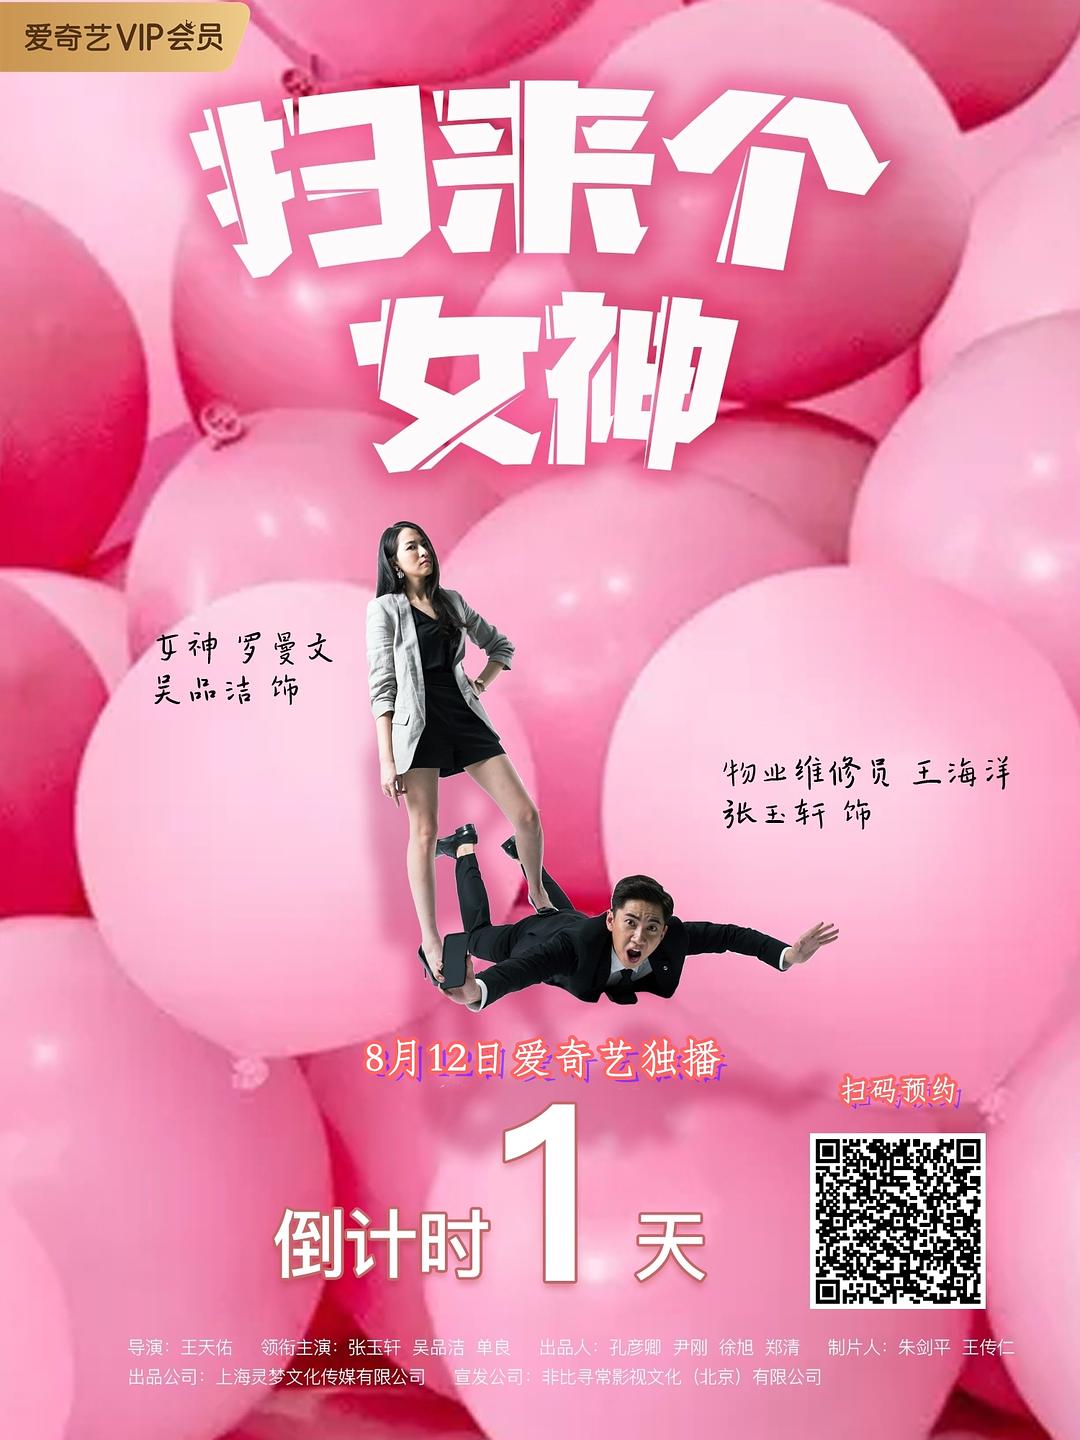 爱奇艺VIP会员
扫来个
女神
女神 罗曼文
吴品洁 饰
物业维修员 王海洋
张玉轩 饰
8月12日爱奇艺独播
扫码预约
倒计时1天
导演：王天佑 领衔主演：张玉轩 吴品洁 单良 出品人：孔彦卿 尹刚 徐旭 郑清 制片人：朱剑平 王传仁
出品公司：上海灵梦文化传媒有限公司 宣发公司：非比寻常影视文化（北京）有限公司